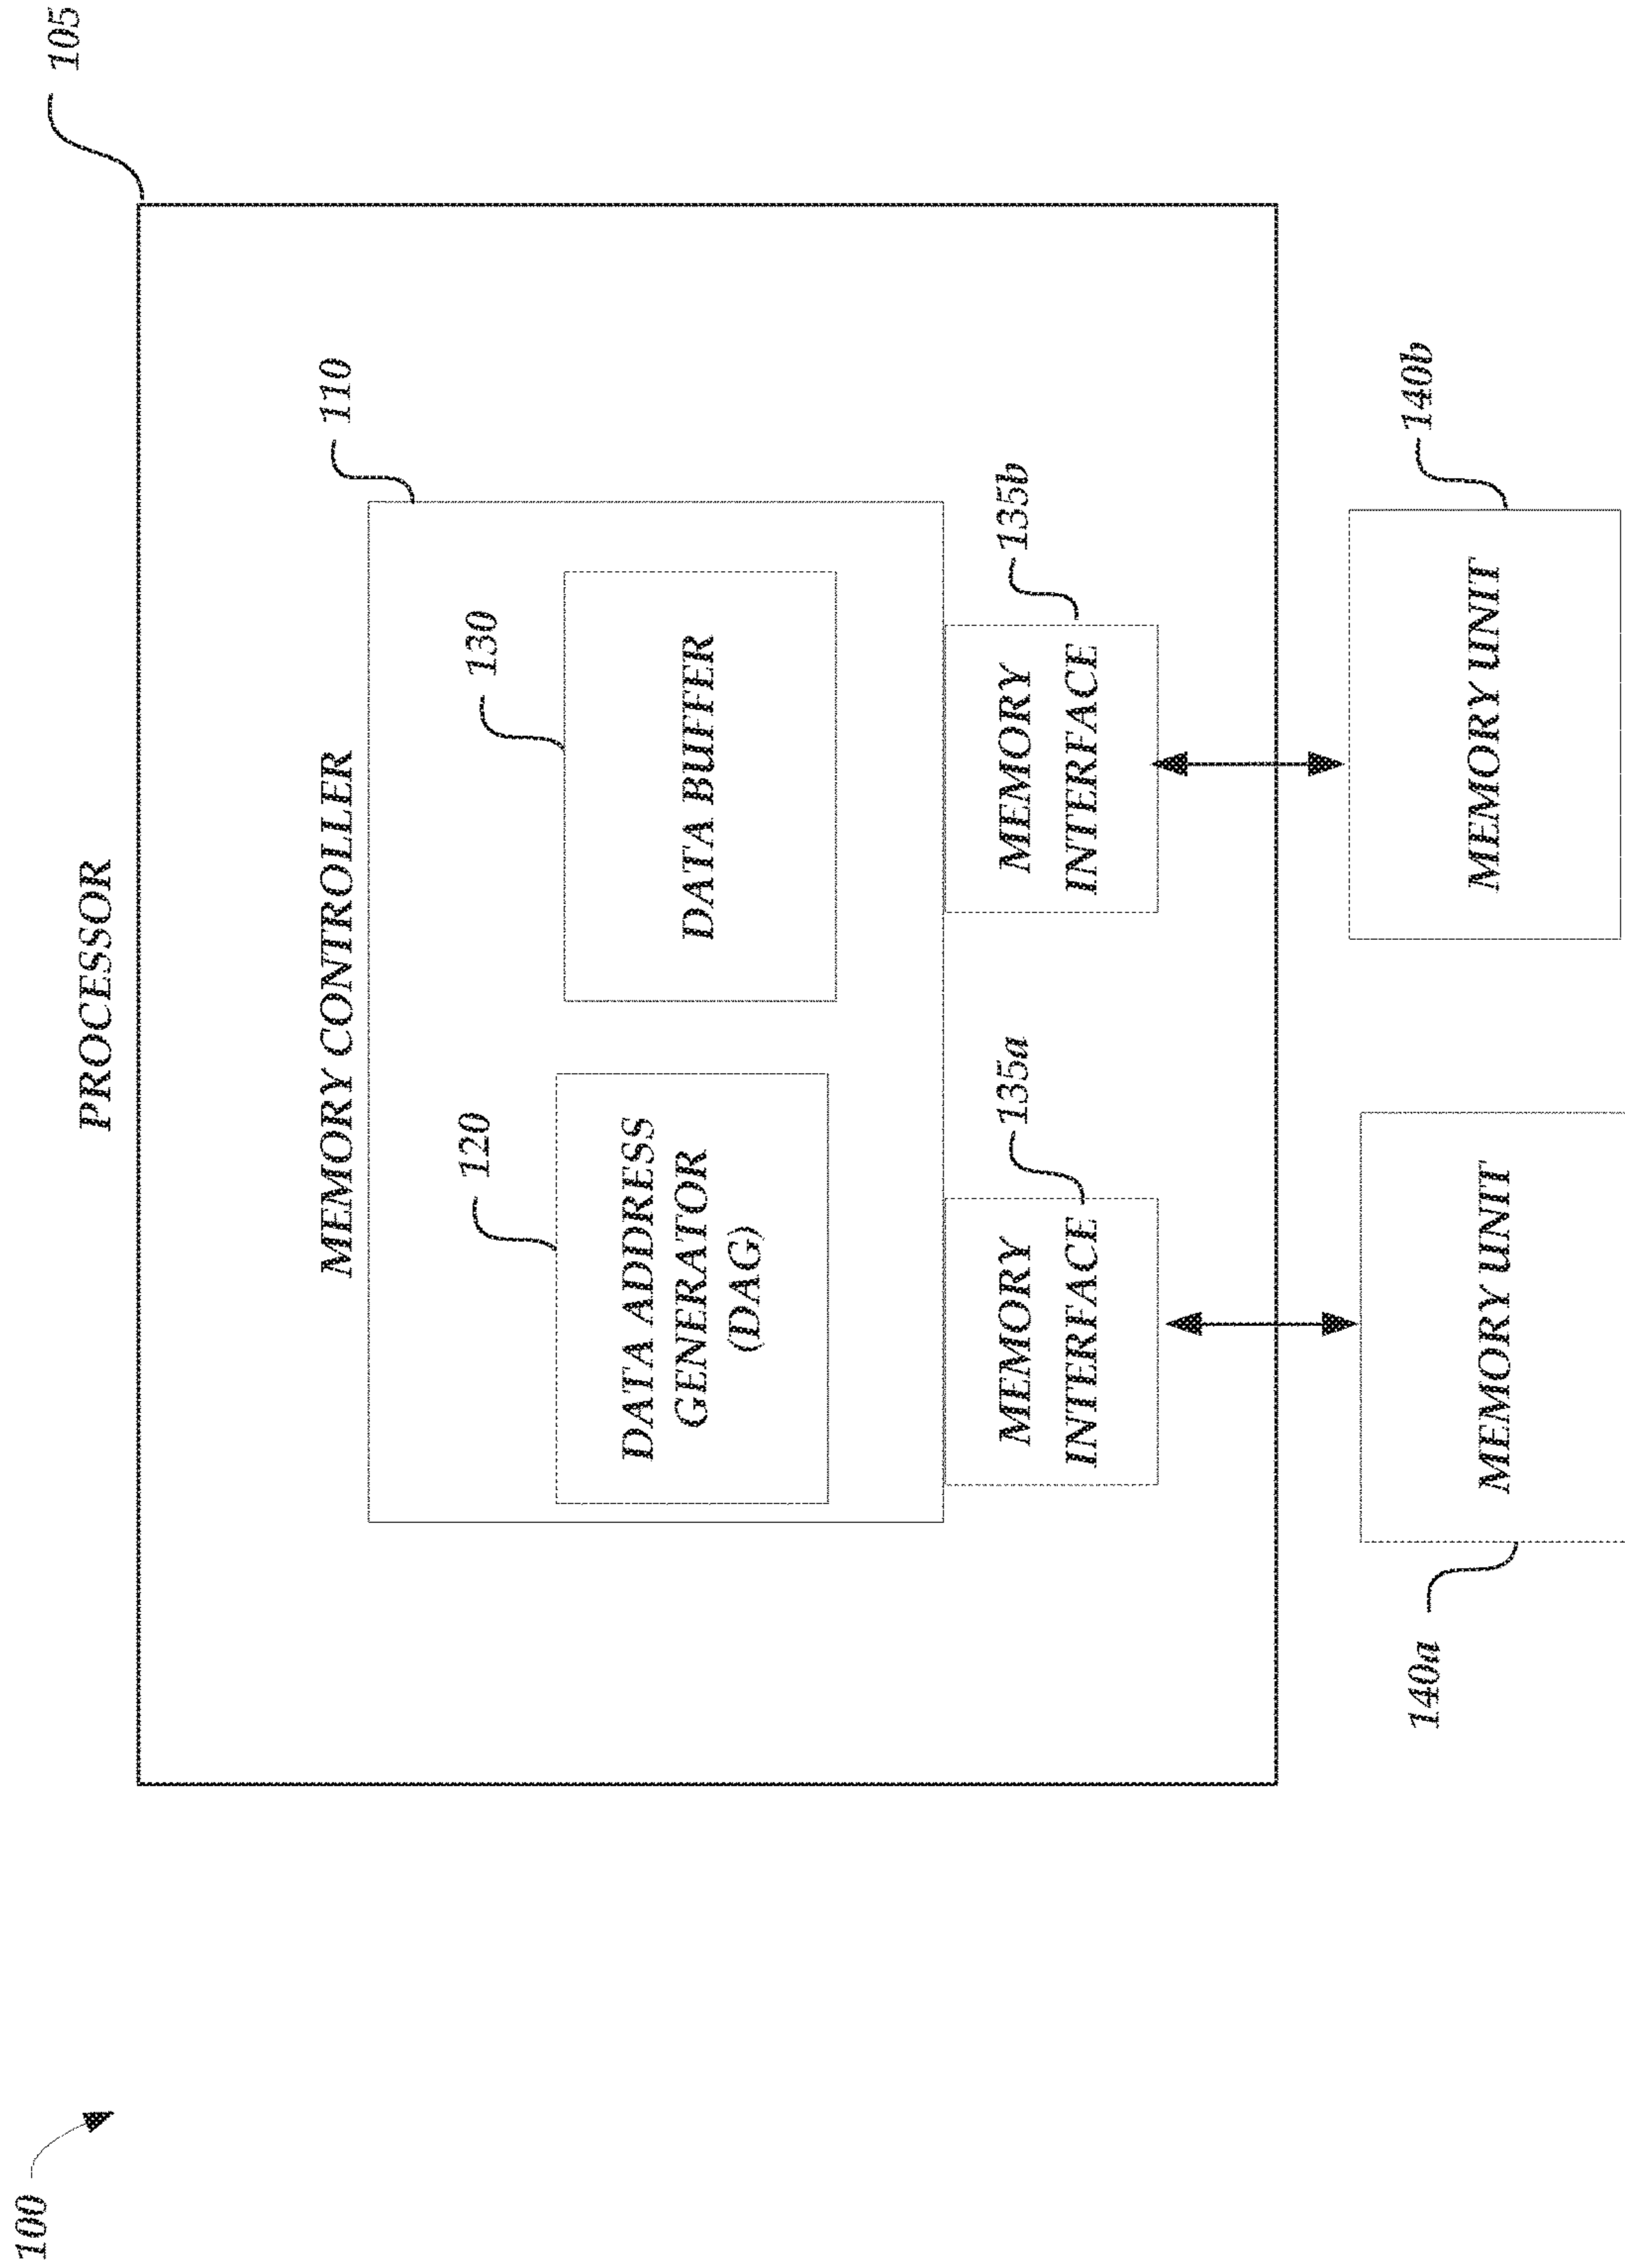 100
PROCESSOR
105
MEMORY CONTROLLER
110
120
130
DATA ADDRESS
GENERATOR
(DAG)
DATA BUFFER
135a
135b
MEMORY
INTERFACE
MEMORY
INTERFACE
140a
140b
MEMORY UNIT
MEMORY UNIT